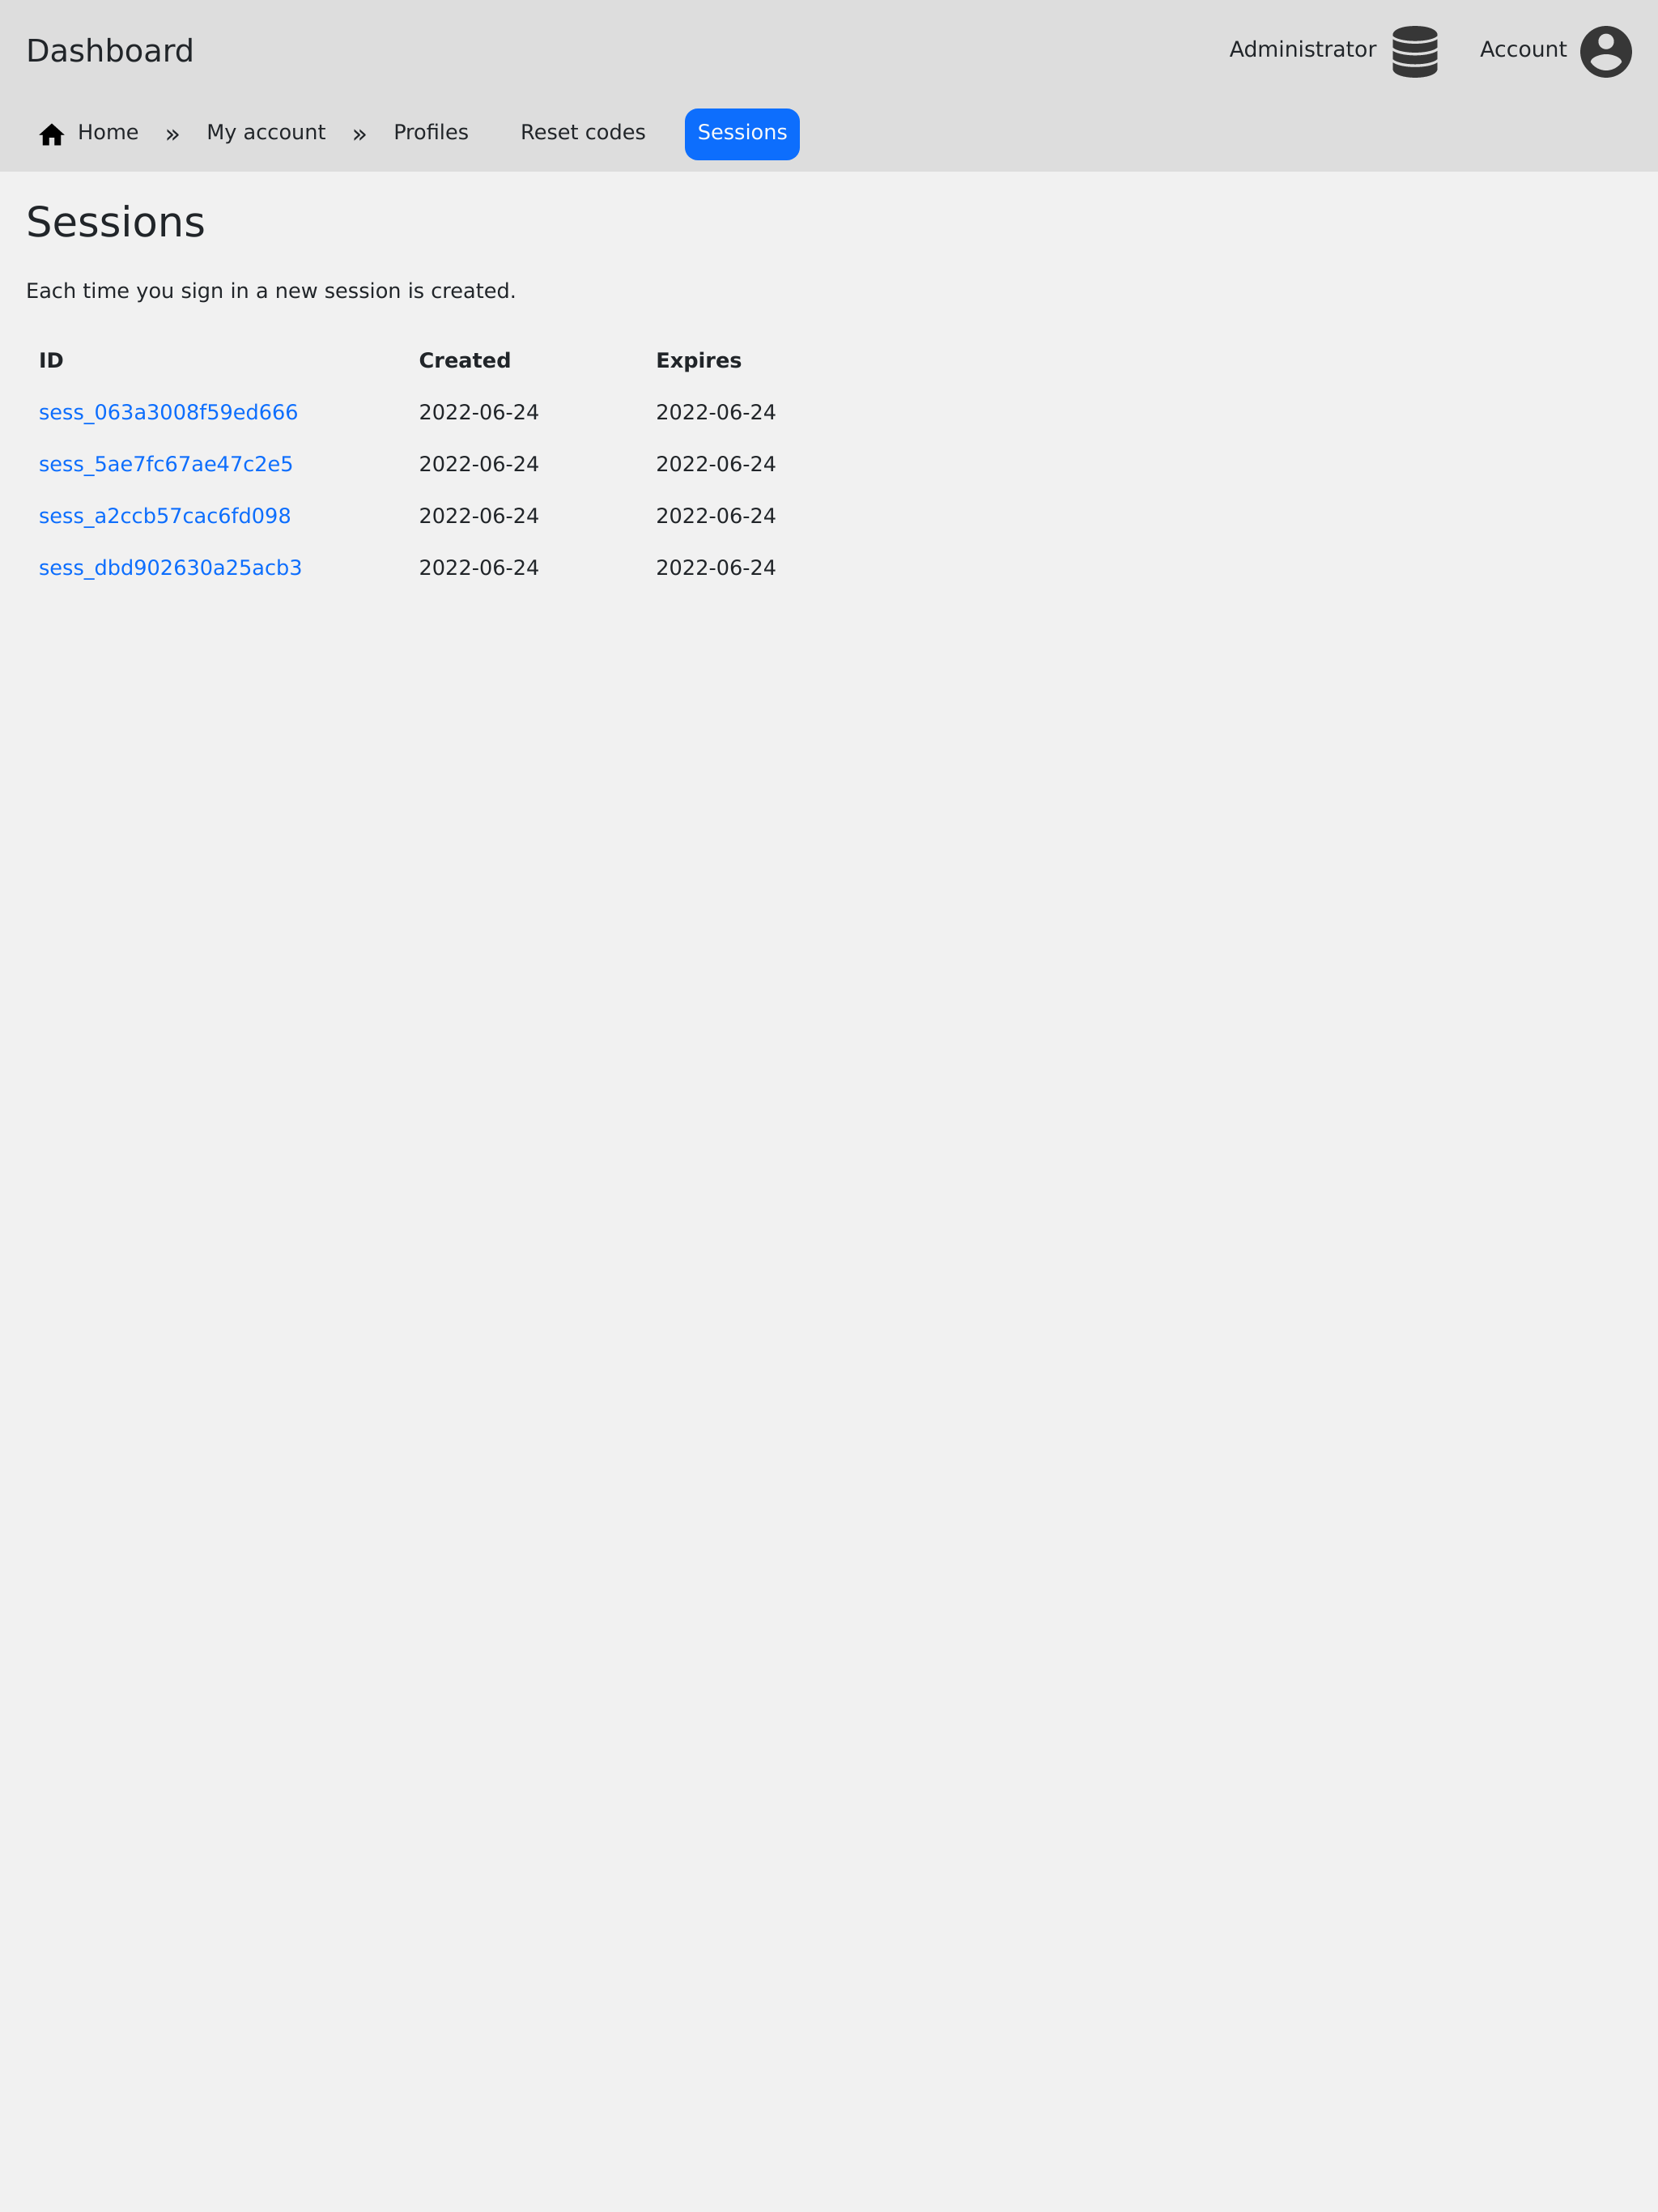 Dashboard
Administrator Account
Home » My account » Profiles Reset codes Sessions
Sessions
Each time you sign in a new session is created.
ID Created Expires
sess_063a3008f59ed666 2022-06-24 2022-06-24
sess_5ae7fc67ae47c2e5 2022-06-24 2022-06-24
sess_a2ccb57cac6fd098 2022-06-24 2022-06-24
sess_dbd902630a25acb3 2022-06-24 2022-06-24